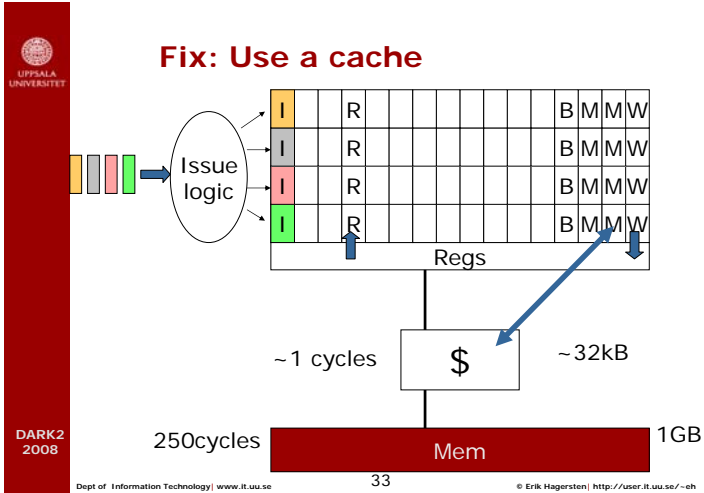 UPPSALA
UNIVERSITET
Fix: Use a cache
Issue
logic
I R B M M W
I R B M M W
I R B M M W
I R B M M W
Regs
~1 cycles
$
~32kB
250cycles
Mem
1GB
DARK2
2008
Dept of Information Technology| www.it.uu.se
33
© Erik Hagersten| http://user.it.uu.se/~eh